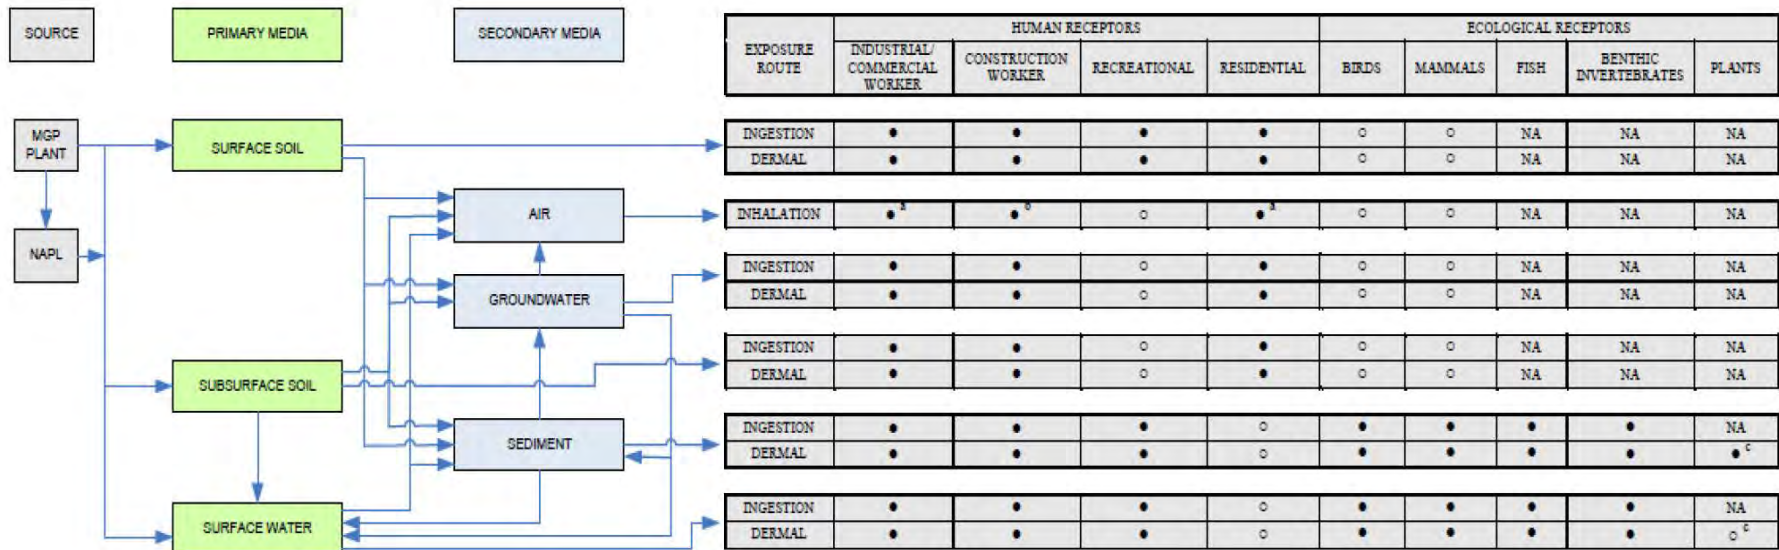 SOURCE
PRIMARY MEDIA
SECONDARY MEDIA
EXPOSURE ROUTE
HUMAN RECEPTORS
ECOLOGICAL RECEPTORS
INDUSTRIAL/
COMMERCIAL
WORKER
CONSTRUCTION
WORKER
RECREATIONAL
RESIDENTIAL
BIRDS
MAMMALS
FISH
BENTHIC
INVERTEBRATES
PLANTS
MGP
PLANT
NAPL
SURFACE SOIL
SUBSURFACE SOIL
SURFACE WATER
AIR
GROUNDWATER
SEDIMENT
INGESTION ● ● ● ● ○ ○ NA NA NA
DERMAL ● ● ● ● ○ ○ NA NA NA
INHALATION ● a ● ○ ● a ○ ○ NA NA NA
INGESTION ● ● ○ ● ○ ○ NA NA NA
DERMAL ● ● ○ ● ○ ○ NA NA NA
INGESTION ● ● ○ ● ○ ○ NA NA NA
DERMAL ● ● ○ ● ○ ○ NA NA NA
INGESTION ● ● ● ○ ● ● ● ● NA
DERMAL ● ● ● ○ ● ● ● ● ● c
INGESTION ● ● ● ○ ● ● ● ● NA
DERMAL ● ● ● ○ ● ● ● ● ○ c